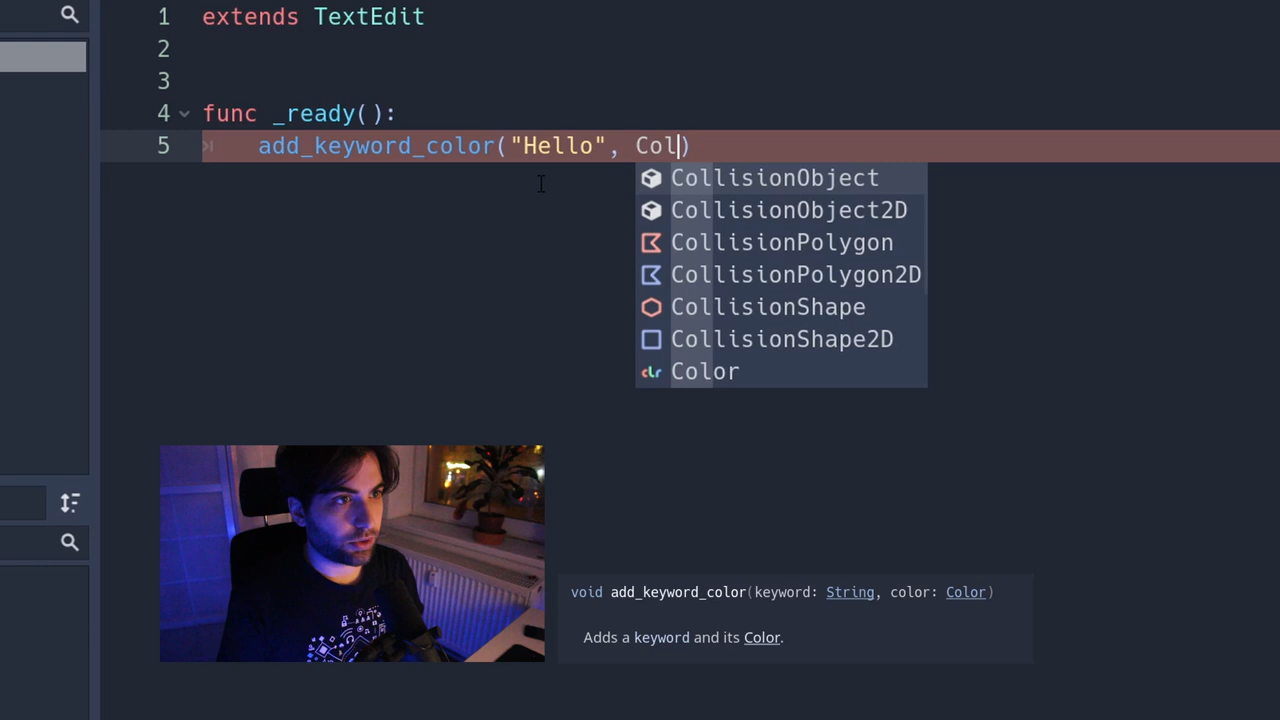 1 extends TextEdit
2
3
4 func _ready():
5 add_keyword_color("Hello", Col)
CollisionObject
CollisionObject2D
CollisionPolygon
CollisionPolygon2D
CollisionShape
CollisionShape2D
clr Color
void add_keyword_color(keyword: String, color: Color)
Adds a keyword and its Color.